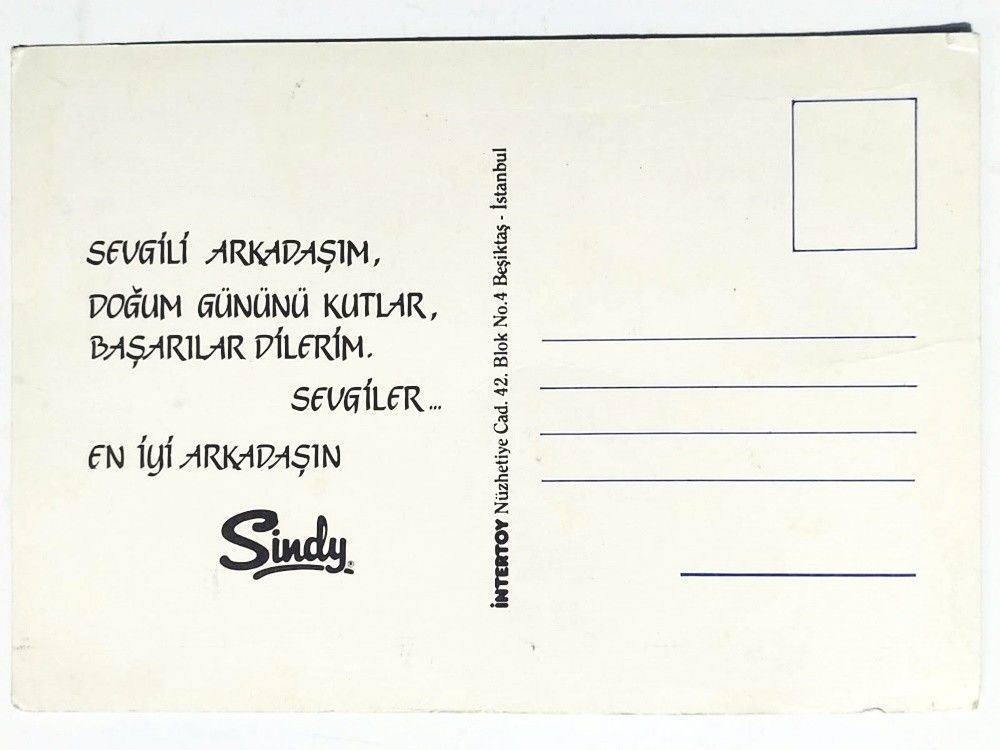 SEVGİLİ ARKADAŞIM,
DOĞUM GÜNÜNÜ KUTLAR,
BAŞARILAR DİLERİM.
SEVGİLER...
EN İYİ ARKADAŞIN
Sindy®
İNTERTOY Nüzhetiye Cad. 42. Blok No.4 Beşiktaş - İstanbul